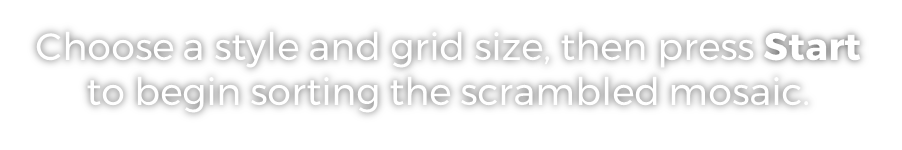 Choose a style and grid size, then press Start
to begin sorting the scrambled mosaic.